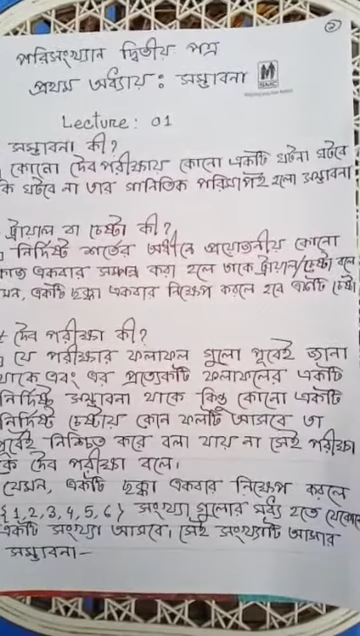 ২
পরিসংখ্যান দ্বিতীয় পত্র
প্রথম অধ্যায়: সম্ভাবনা
Lecture: 01
সম্ভাবনা কী?
কোনো দৈব পরীক্ষায় কোনো একটি ঘটনা ঘটবে
কি ঘটবে না তার গানিতিক পরিমাপই হলো সম্ভাবনা
ট্রায়াল বা চেষ্টা কী?
নির্দিষ্ট শর্তের অধীনে প্রয়োজনীয় কোনো
কাজ একবার সম্পন্ন করা হলে তাকে ট্রায়াল/চেষ্টা বলে
যেমন, একটি ছক্কা একবার নিক্ষেপ করলে হবে একটি চেষ্টা
# দৈব পরীক্ষা কী?
যে পরীক্ষার ফলাফল গুলো পূর্বেই জানা
থাকে এবং এর প্রত্যেকটি ফলাফলের একটি
নির্দিষ্ট সম্ভাবনা থাকে কিন্তু কোনো একটি
নির্দিষ্ট চেষ্টায় কোন ফলটি আসবে তা
পূর্বেই নিশ্চিত করে বলা যায় না সেই পরীক্ষা
কে দৈব পরীক্ষা বলে।
যেমন, একটি ছক্কা একবার নিক্ষেপ করলে
{1,2,3,4,5,6} সংখ্যা গুলোর মধ্য হতে যেকোনো
একটি সংখ্যা আসবে। সেই সংখ্যাটি আসার
সম্ভাবনা-